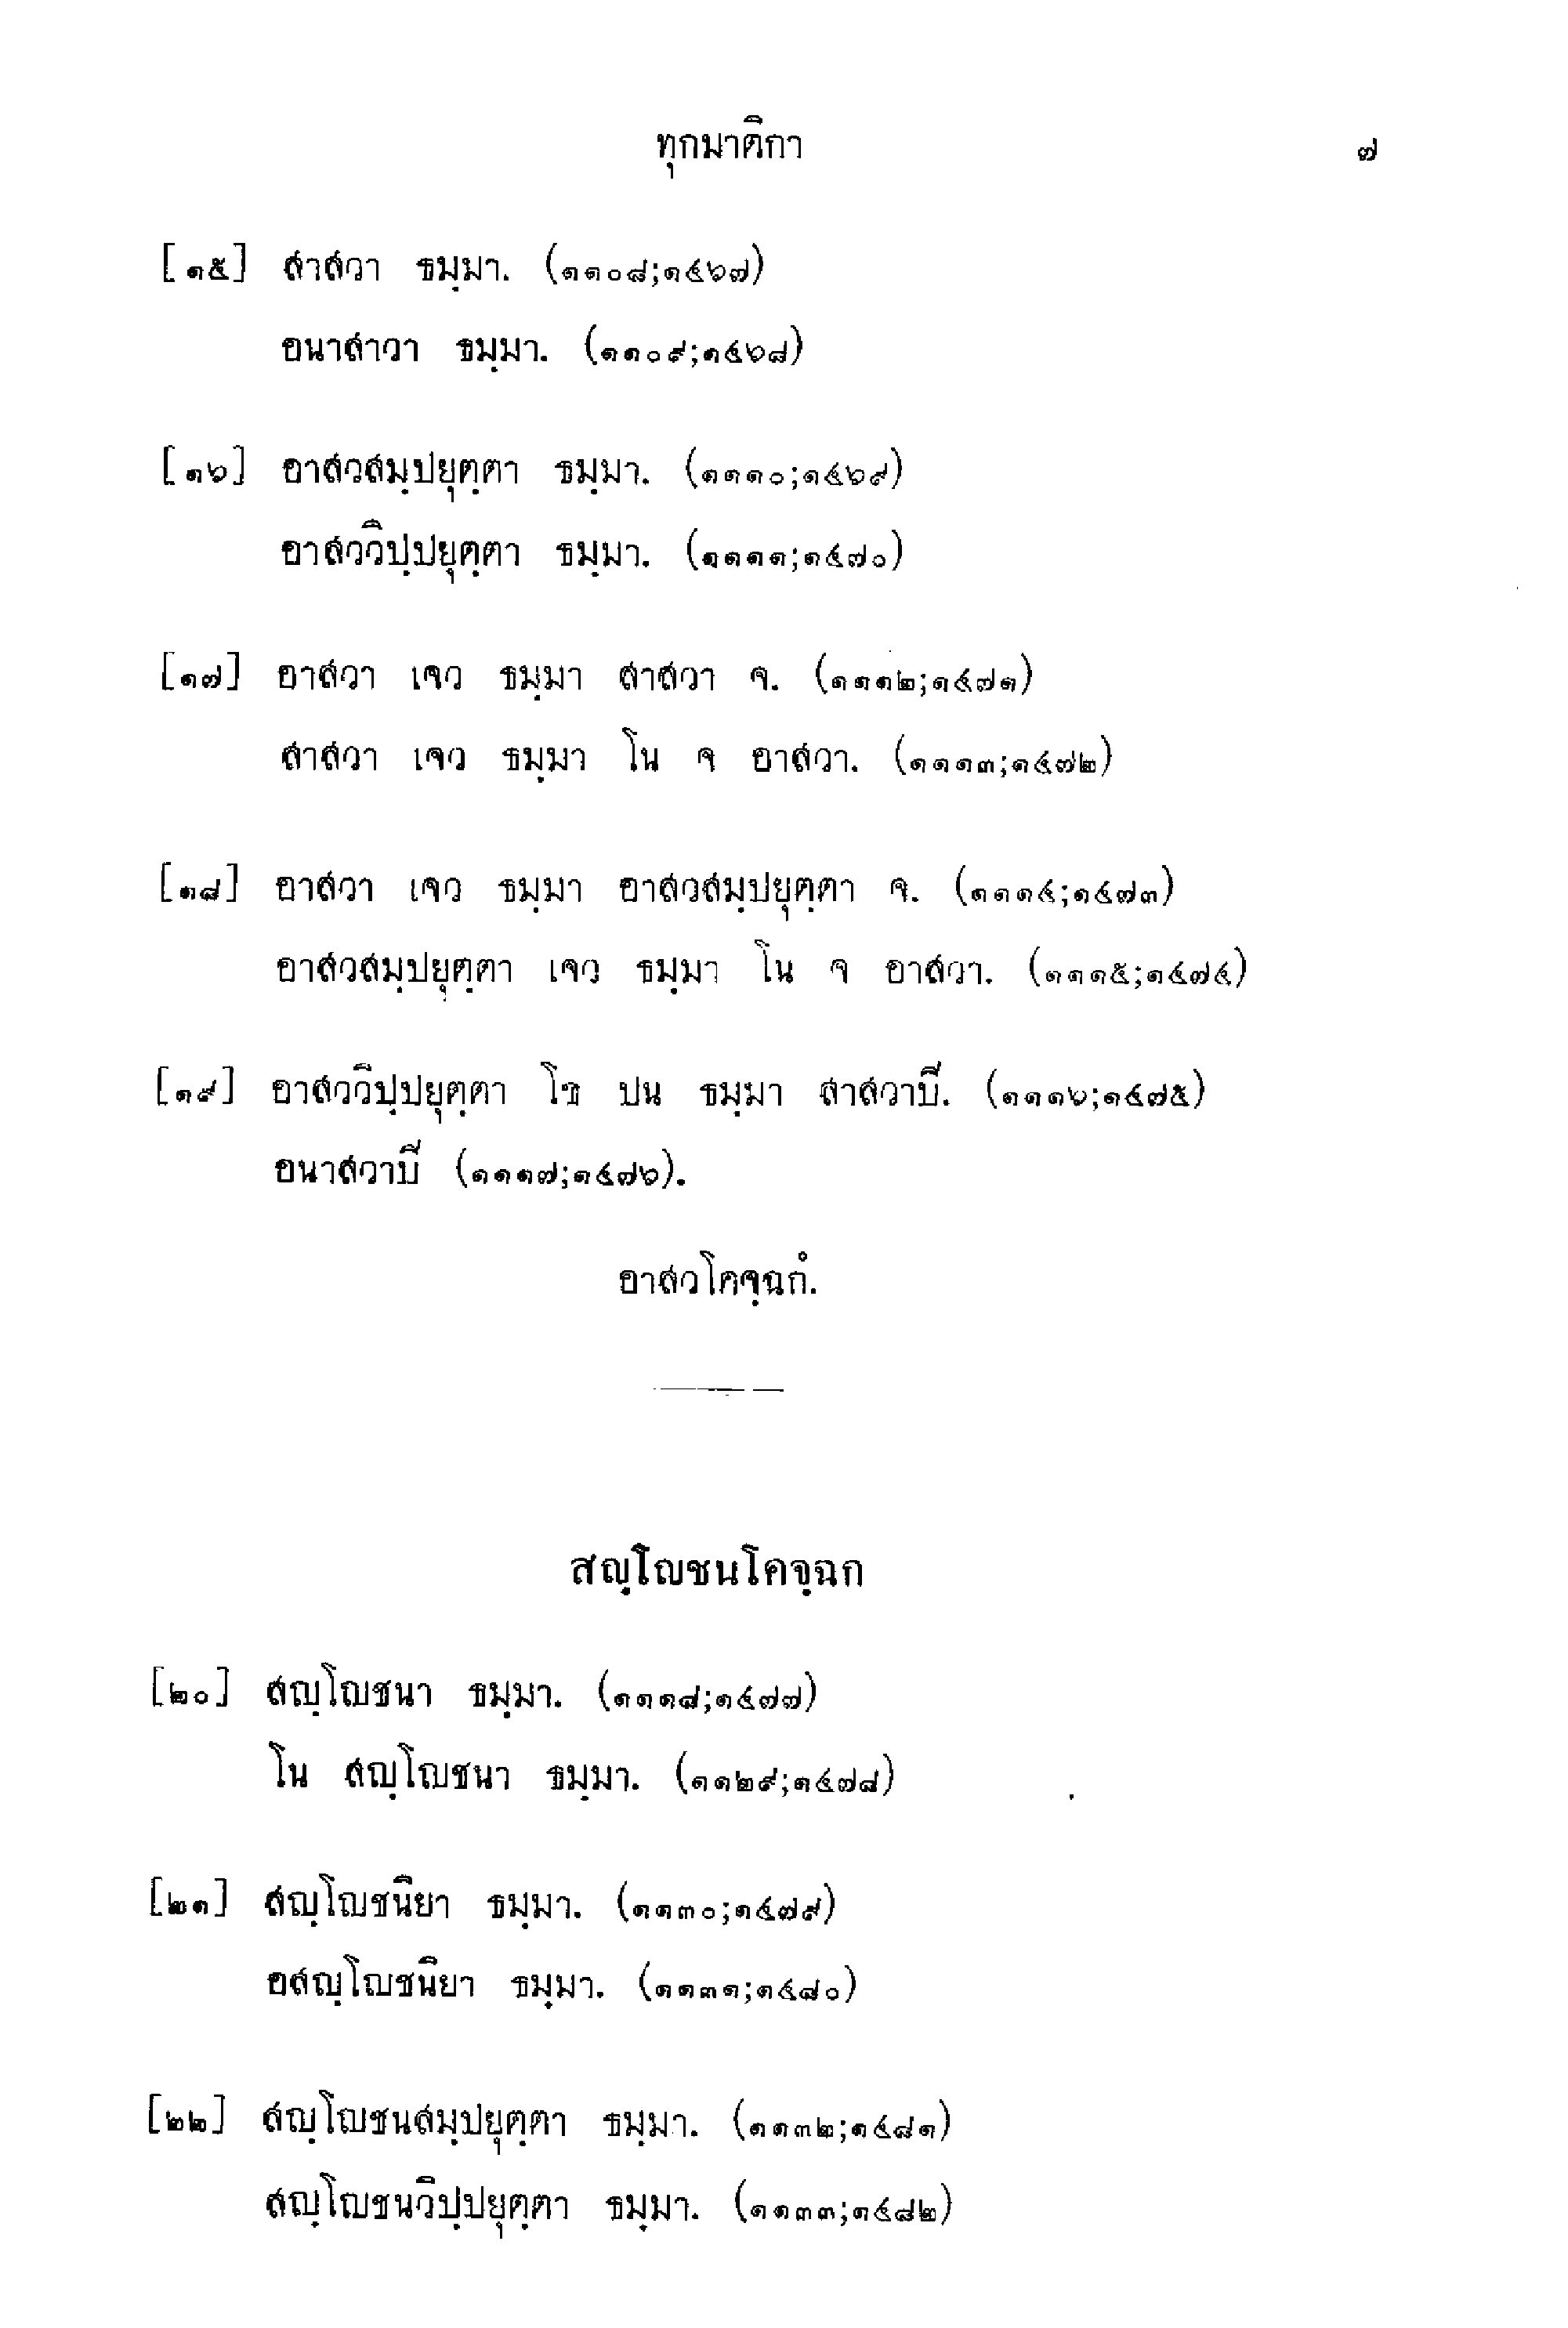 ทุกมาติกา ๗
[๑๕] สาสวา ธมฺมา. (๑๑๐๘;๑๔๖๗)
อนาสาวา ธมฺมา. (๑๑๐๙;๑๔๖๘)
[๑๖] อาสวสมฺปยุตฺตา ธมฺมา. (๑๑๑๐;๑๔๖๙)
อาสววิปฺปยุตฺตา ธมฺมา. (๑๑๑๑;๑๔๗๐)
[๑๗] อาสวา เจว ธมฺมา สาสวา จ. (๑๑๑๒;๑๔๗๑)
สาสวา เจว ธมฺมา โน จ อาสวา. (๑๑๑๓;๑๔๗๒)
[๑๘] อาสวา เจว ธมฺมา อาสวสมฺปยุตฺตา จ. (๑๑๑๔;๑๔๗๓)
อาสวสมฺปยุตฺตา เจว ธมฺมา โน จ อาสวา. (๑๑๑๕;๑๔๗๔)
[๑๙] อาสววิปฺปยุตฺตา โข ปน ธมฺมา สาสวาปิ. (๑๑๑๖;๑๔๗๕)
อนาสวาปิ (๑๑๑๗;๑๔๗๖).
อาสวโคจฺฉกํ.
สญฺโญชนโคจฺฉก
[๒๐] สญฺโญชนา ธมฺมา. (๑๑๑๘;๑๔๗๗)
โน สญฺโญชนา ธมฺมา. (๑๑๒๙;๑๔๗๘)
[๒๑] สญฺโญชนิยา ธมฺมา. (๑๑๓๐;๑๔๗๙)
อสญฺโญชนิยา ธมฺมา. (๑๑๓๑;๑๔๘๐)
[๒๒] สญฺโญชนสมฺปยุตฺตา ธมฺมา. (๑๑๓๒;๑๔๘๑)
สญฺโญชนวิปฺปยุตฺตา ธมฺมา. (๑๑๓๓;๑๔๘๒)